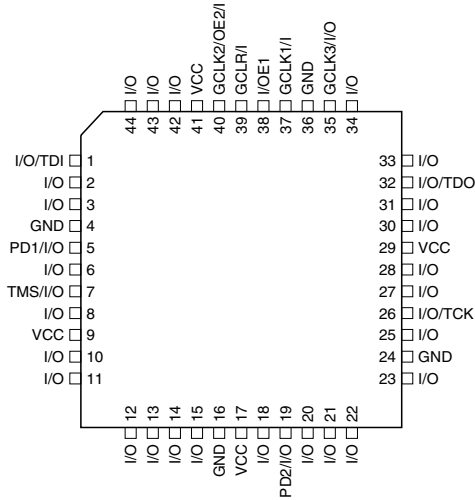 I/O
I/O
I/O
VCC
GCLK2/OE2/I
GCLR/I
I/OE1
GCLK1/I
GND
GCLK3/I/O
I/O
44 43 42 41 40 39 38 37 36 35 34
I/O/TDI 1
I/O 2
I/O 3
GND 4
PD1/I/O 5
I/O 6
TMS/I/O 7
I/O 8
VCC 9
I/O 10
I/O 11
33 I/O
32 I/O/TDO
31 I/O
30 I/O
29 VCC
28 I/O
27 I/O
26 I/O/TCK
25 I/O
24 GND
23 I/O
12 13 14 15 16 17 18 19 20 21 22
I/O
I/O
I/O
I/O
GND
VCC
I/O
PD2/I/O
I/O
I/O
I/O